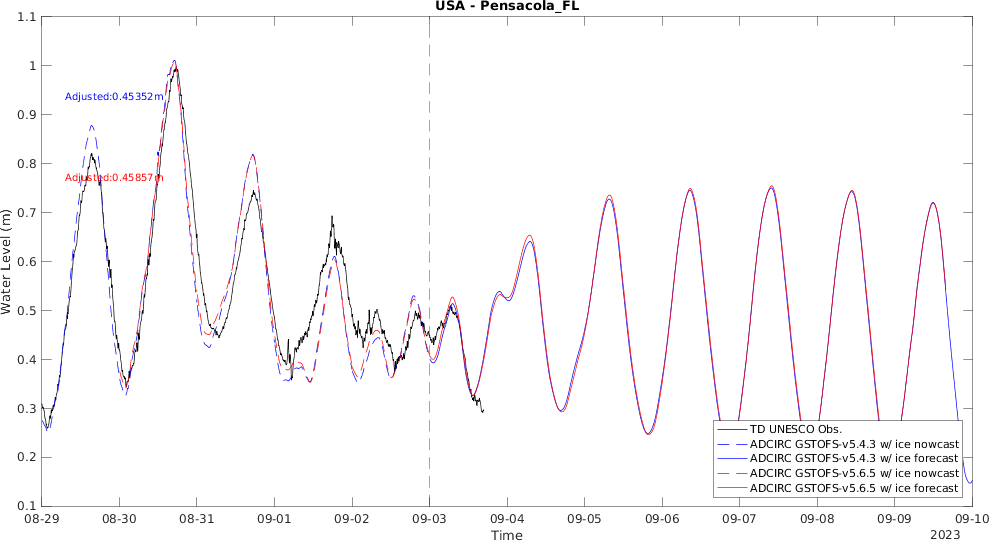 USA - Pensacola_FL
1.1
1
0.9
0.8
0.7
0.6
0.5
0.4
0.3
0.2
0.1
Water Level (m)
Adjusted:0.45352m
Adjusted:0.45857m
TD UNESCO Obs.
ADCIRC GSTOFS-v5.4.3 w/ ice nowcast
ADCIRC GSTOFS-v5.4.3 w/ ice forecast
ADCIRC GSTOFS-v5.6.5 w/ ice nowcast
ADCIRC GSTOFS-v5.6.5 w/ ice forecast
08-29 08-30 08-31 09-01 09-02 09-03 09-04 09-05 09-06 09-07 09-08 09-09 09-10
Time
2023